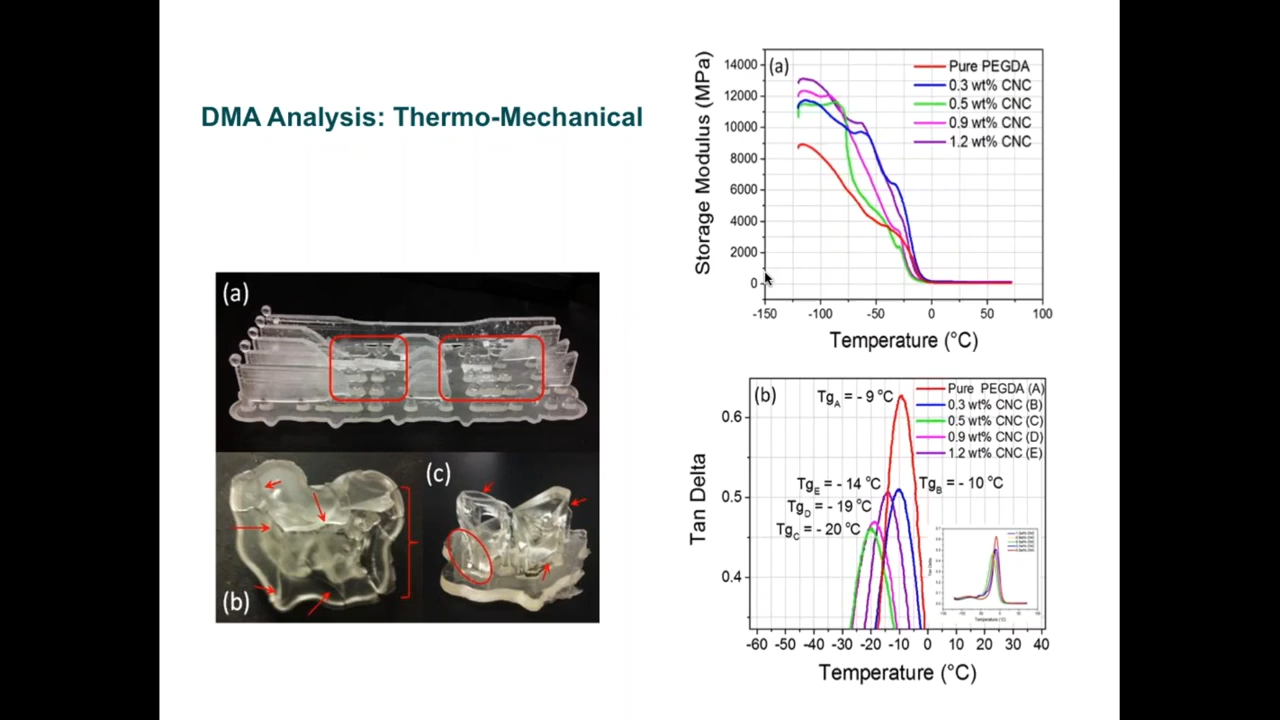 DMA Analysis: Thermo-Mechanical
(a)
(b)
(c)
(a)
Pure PEGDA
0.3 wt% CNC
0.5 wt% CNC
0.9 wt% CNC
1.2 wt% CNC
Storage Modulus (MPa)
14000
12000
10000
8000
6000
4000
2000
0
-150 -100 -50 0 50 100
Temperature (°C)
(b)
Pure PEGDA (A)
0.3 wt% CNC (B)
0.5 wt% CNC (C)
0.9 wt% CNC (D)
1.2 wt% CNC (E)
TgA = - 9 °C
TgE = - 14 °C
TgB = - 10 °C
TgD = - 19 °C
TgC = - 20 °C
Tan Delta
0.6
0.5
0.4
-60 -50 -40 -30 -20 -10 0 10 20 30 40
Temperature (°C)
Tan Delta
Temperature (°C)